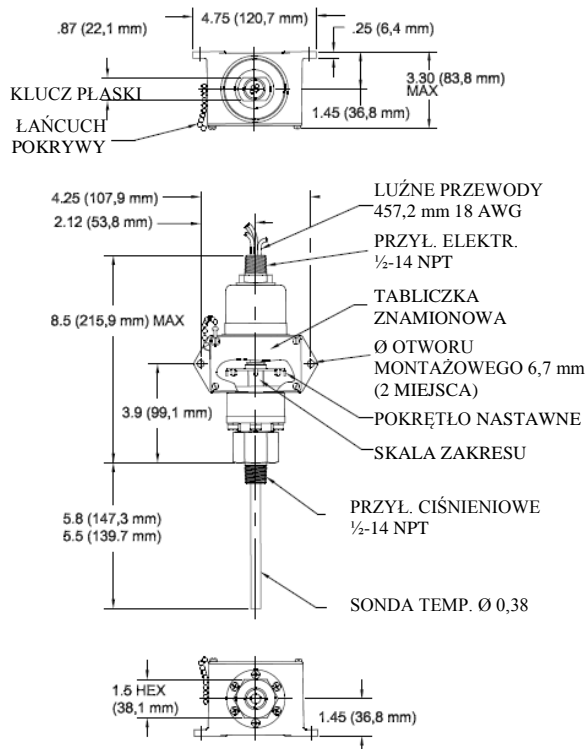 4.75 (120,7 mm)
.87 (22,1 mm)
.25 (6,4 mm)
3.30 (83,8 mm)
MAX
KLUCZ PŁASKI
1.45 (36,8 mm)
ŁAŃCUCH
POKRYWY
4.25 (107,9 mm)
2.12 (53,8 mm)
LUŹNE PRZEWODY
457,2 mm 18 AWG
PRZYŁ. ELEKTR.
½-14 NPT
TABLICZKA
ZNAMIONOWA
8.5 (215,9 mm) MAX
Ø OTWORU
MONTAŻOWEGO 6,7 mm
(2 MIEJSCA)
3.9 (99,1 mm)
POKRĘTŁO NASTAWNE
SKALA ZAKRESU
PRZYŁ. CIŚNIENIOWE
½-14 NPT
5.8 (147,3 mm)
5.5 (139.7 mm)
SONDA TEMP. Ø 0,38
1.5 HEX
(38,1 mm)
1.45 (36,8 mm)